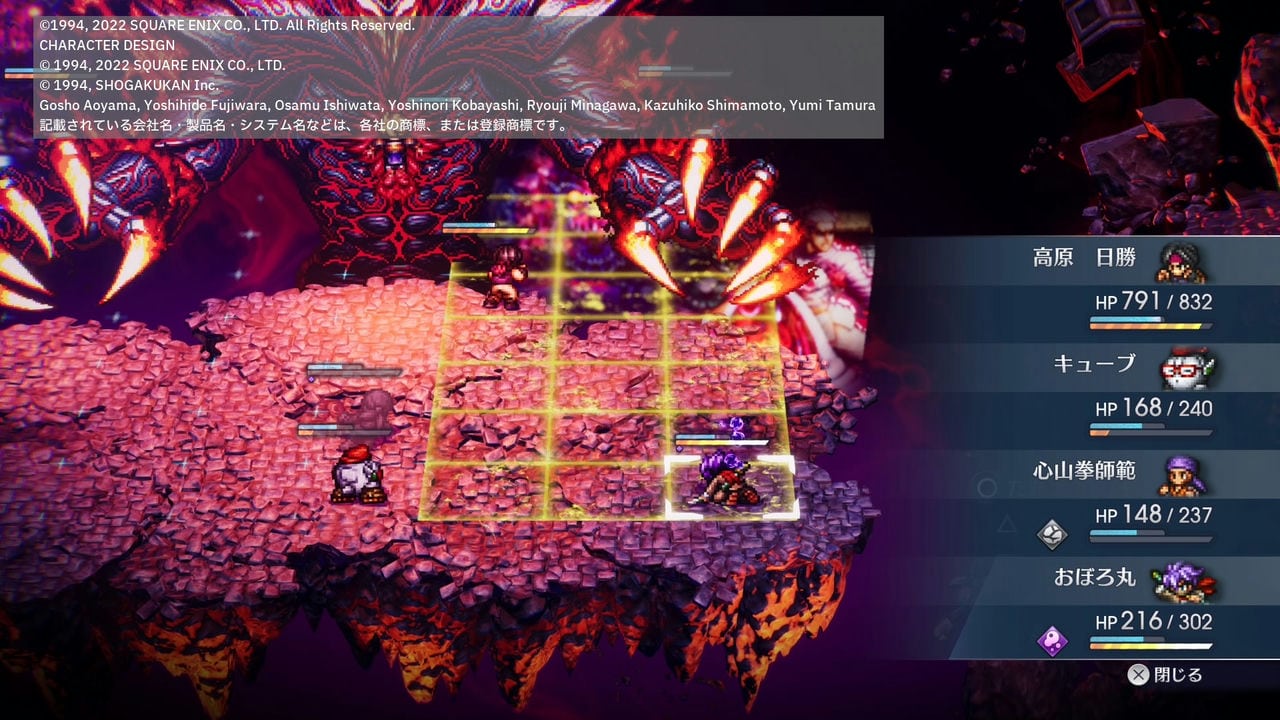 ©1994, 2022 SQUARE ENIX CO., LTD. All Rights Reserved.
CHARACTER DESIGN
© 1994, 2022 SQUARE ENIX CO., LTD.
© 1994, SHOGAKUKAN Inc.
Gosho Aoyama, Yoshihide Fujiwara, Osamu Ishiwata, Yoshinori Kobayashi, Ryouji Minagawa, Kazuhiko Shimamoto, Yumi Tamura
記載されている会社名・製品名・システム名などは、各社の商標、または登録商標です。
高原 日勝
HP 791 / 832
キューブ
HP 168 / 240
心山拳師範
HP 148 / 237
おぼろ丸
HP 216 / 302
閉じる